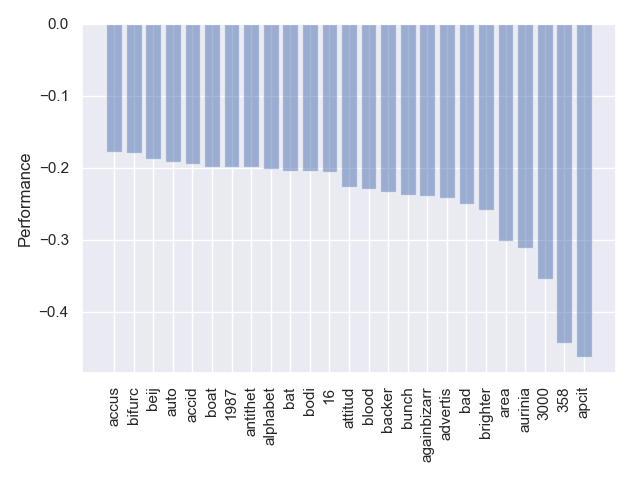 0.0
−0.1
−0.2
−0.3
−0.4
Performance
accus
bifurc
beij
auto
accid
boat
1987
antithet
alphabet
bat
bodi
16
attitud
blood
backer
bunch
againbizarr
advertis
bad
brighter
area
aurinia
3000
358
apcit